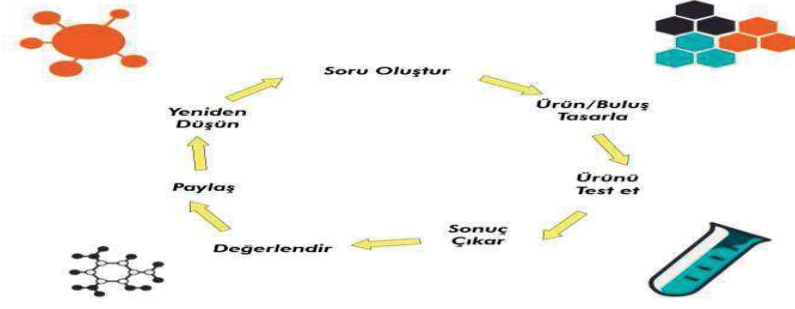 Soru Oluştur
Ürün/Buluş
Tasarla
Ürünü
Test et
Sonuç
Çıkar
Değerlendir
Paylaş
Yeniden
Düşün